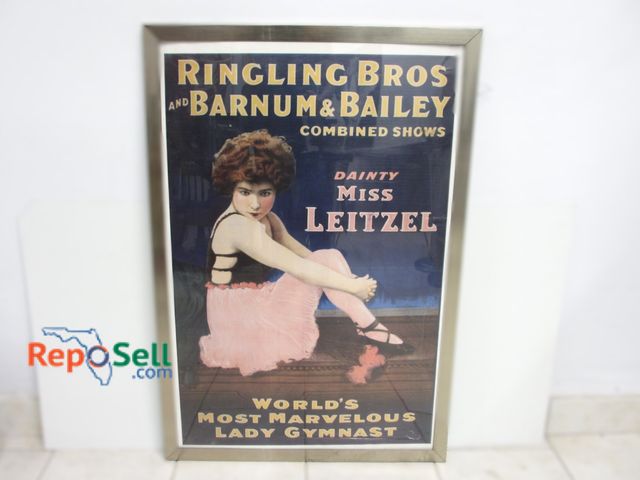 RINGLING BROS
AND BARNUM & BAILEY
COMBINED SHOWS
DAINTY
MISS
LEITZEL
WORLD'S
MOST MARVELOUS
LADY GYMNAST
REPOSELL
.com